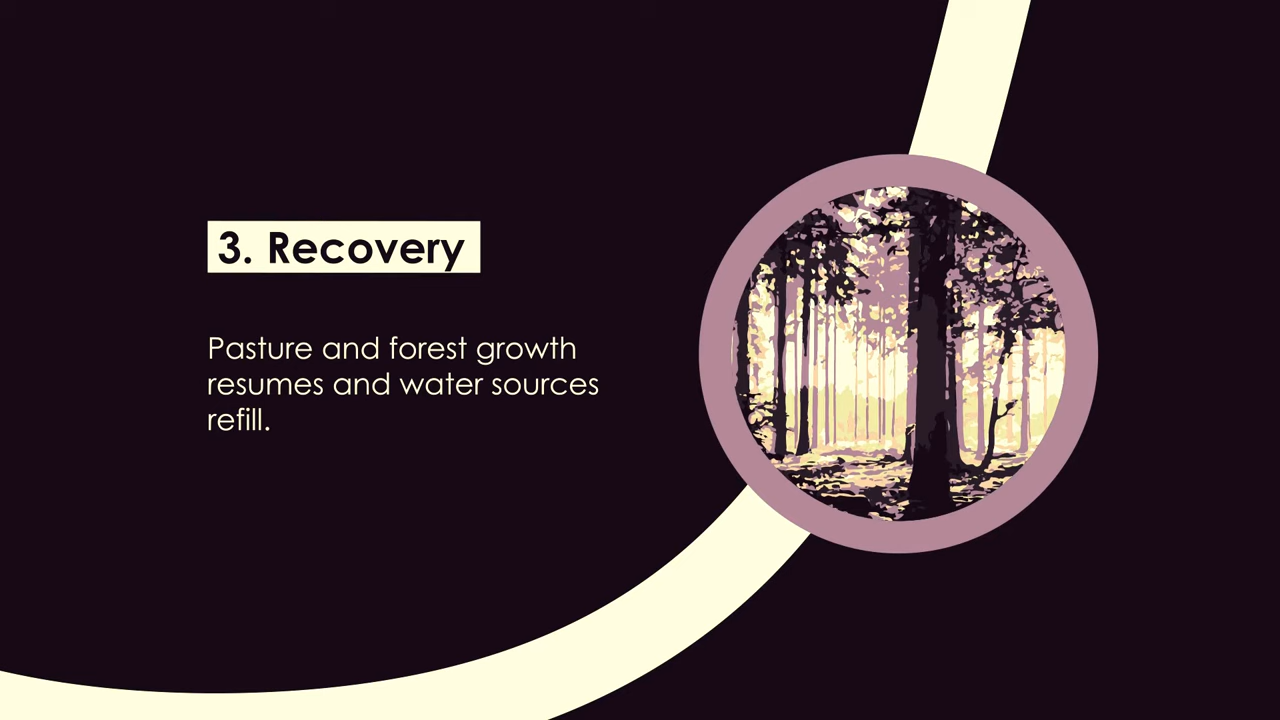 3. Recovery
Pasture and forest growth
resumes and water sources
refill.